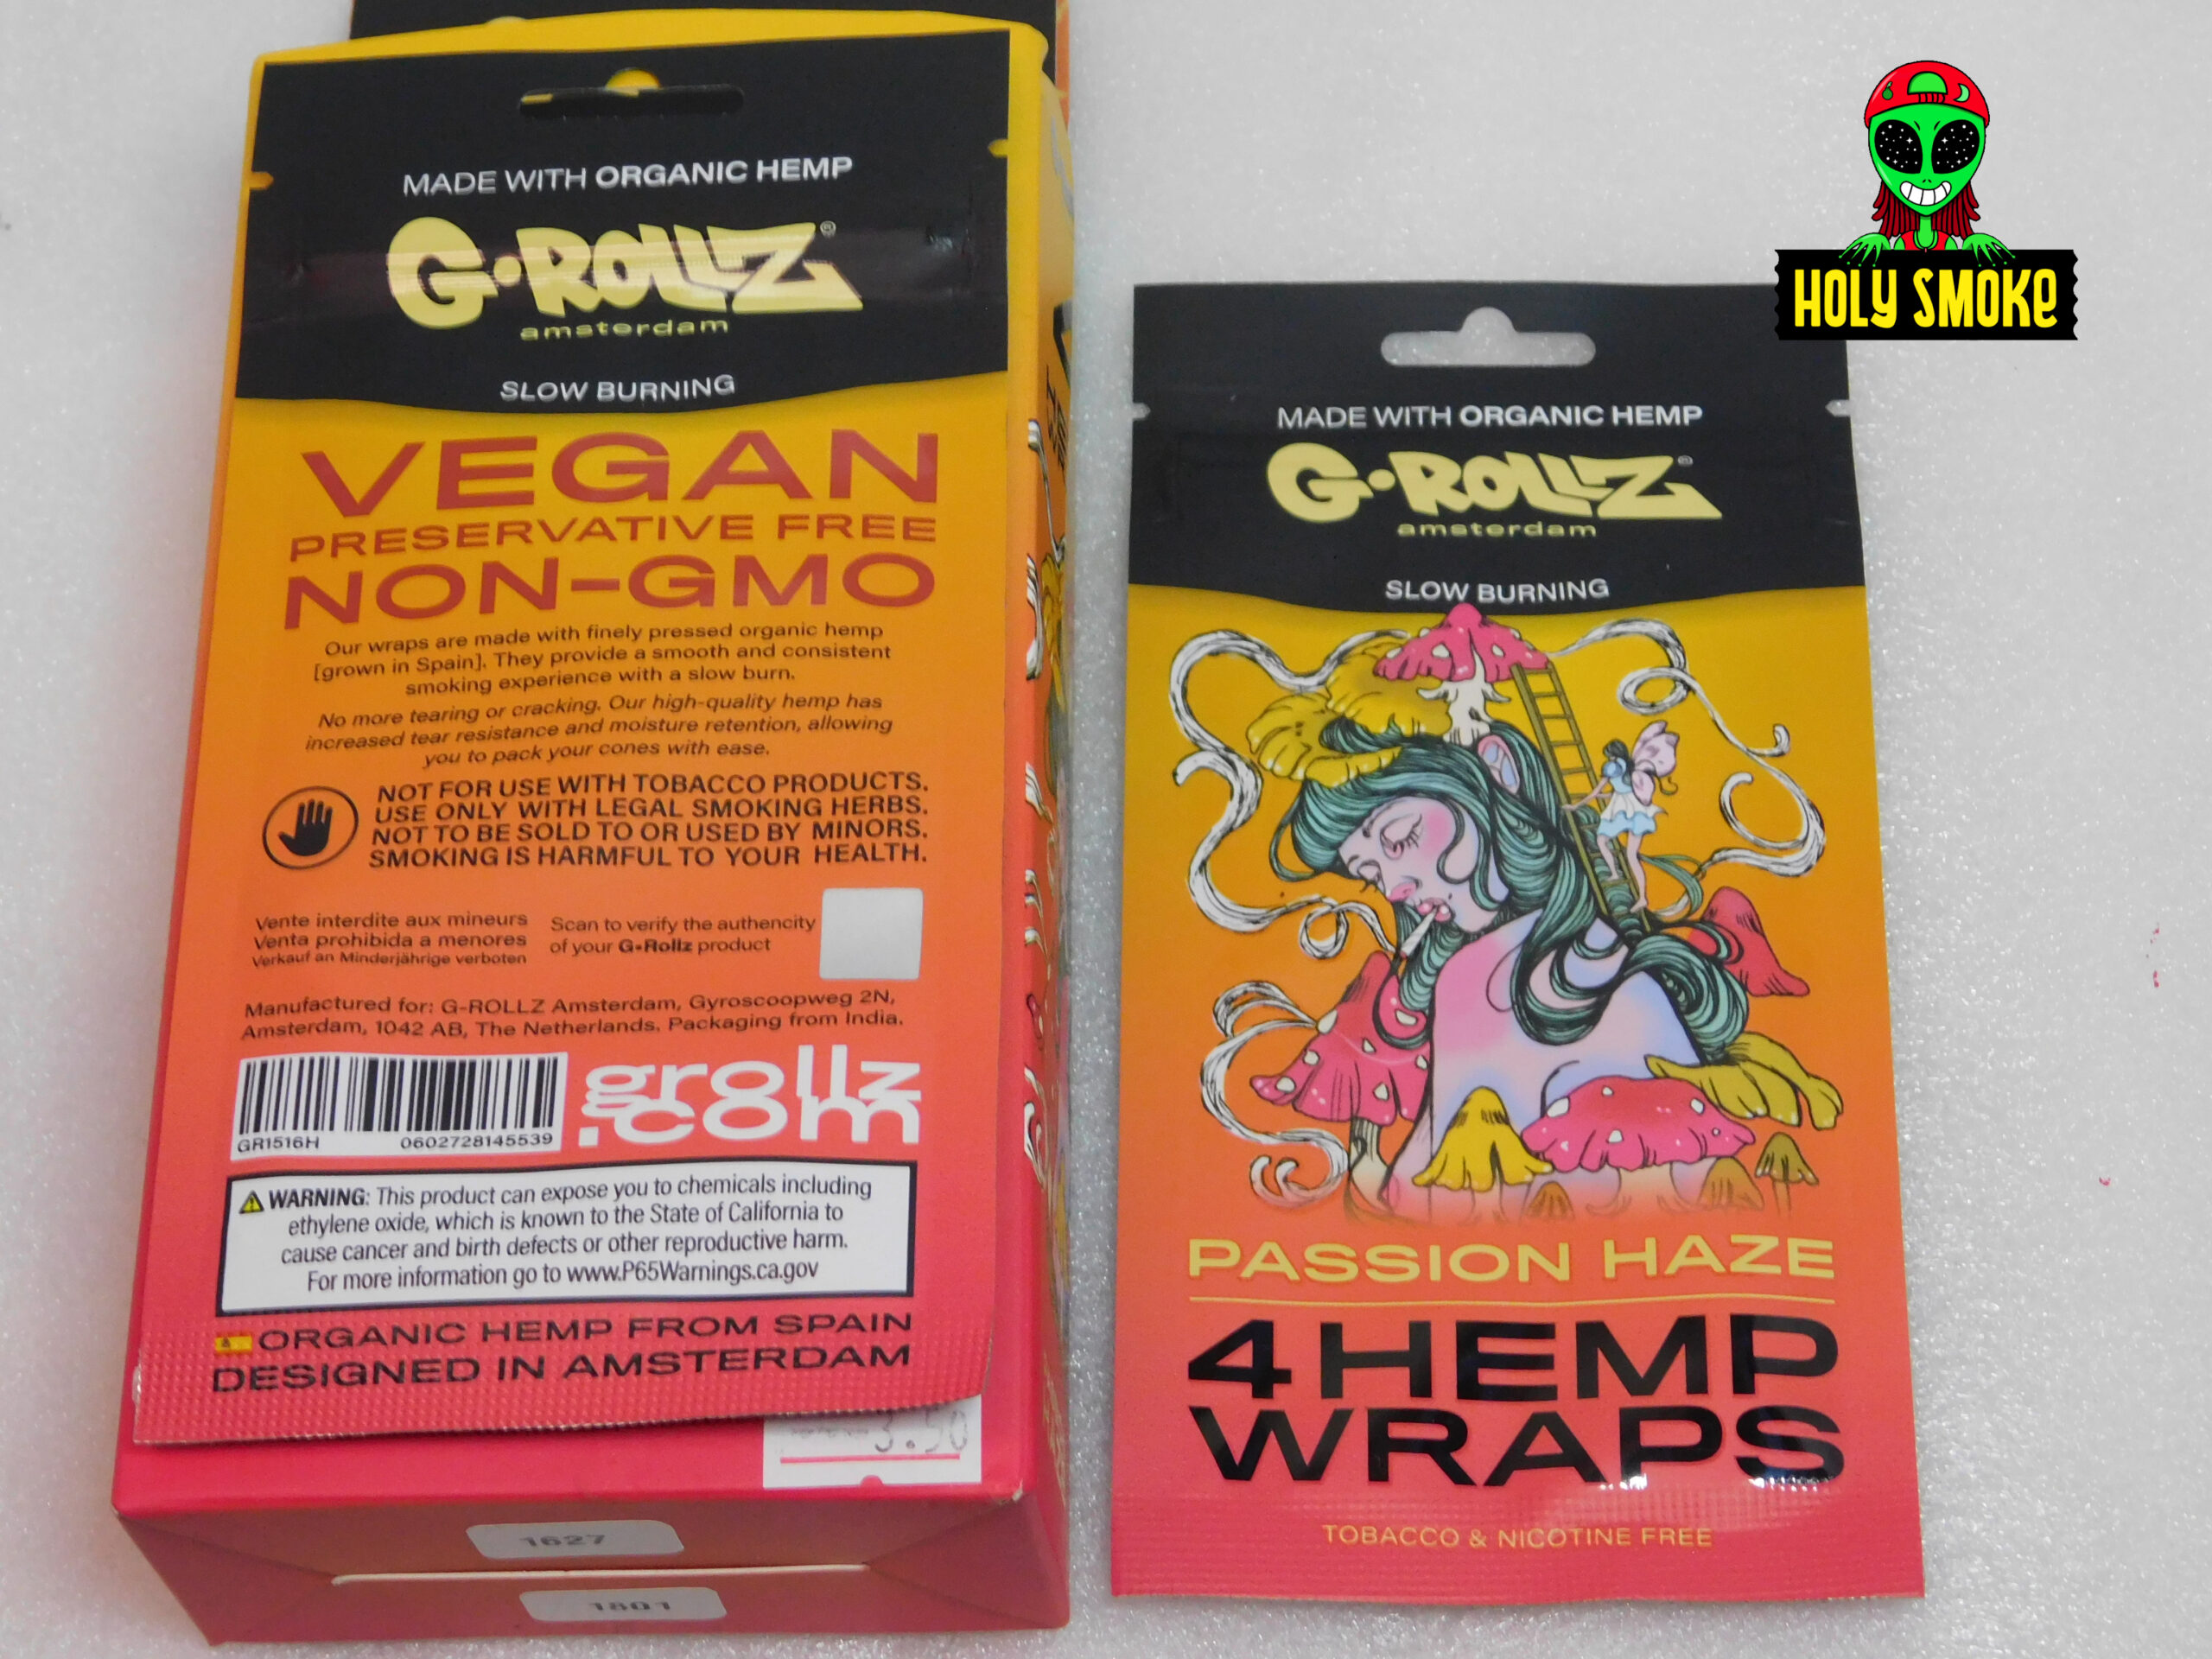 MADE WITH ORGANIC HEMP
G•ROLLZ®
amsterdam
SLOW BURNING
VEGAN
PRESERVATIVE FREE
NON-GMO
Our wraps are made with finely pressed organic hemp
[grown in Spain]. They provide a smooth and consistent
smoking experience with a slow burn.
No more tearing or cracking. Our high-quality hemp has
increased tear resistance and moisture retention, allowing
you to pack your cones with ease.
NOT FOR USE WITH TOBACCO PRODUCTS.
USE ONLY WITH LEGAL SMOKING HERBS.
NOT TO BE SOLD TO OR USED BY MINORS.
SMOKING IS HARMFUL TO YOUR HEALTH.
Vente interdite aux mineurs
Venta prohibida a menores
Verkauf an Minderjährige verboten
Scan to verify the authencity
of your G•Rollz product
Manufactured for: G-ROLLZ Amsterdam, Gyroscoopweg 2N,
Amsterdam, 1042 AB, The Netherlands. Packaging from India.
GR1516H 0602728145539
grollz
.com
WARNING: This product can expose you to chemicals including
ethylene oxide, which is known to the State of California to
cause cancer and birth defects or other reproductive harm.
For more information go to www.P65Warnings.ca.gov
ORGANIC HEMP FROM SPAIN
DESIGNED IN AMSTERDAM
3.50
1627
1801
HOLY SMOKE
MADE WITH ORGANIC HEMP
G•ROLLZ®
amsterdam
SLOW BURNING
PASSION HAZE
4 HEMP
WRAPS
TOBACCO & NICOTINE FREE